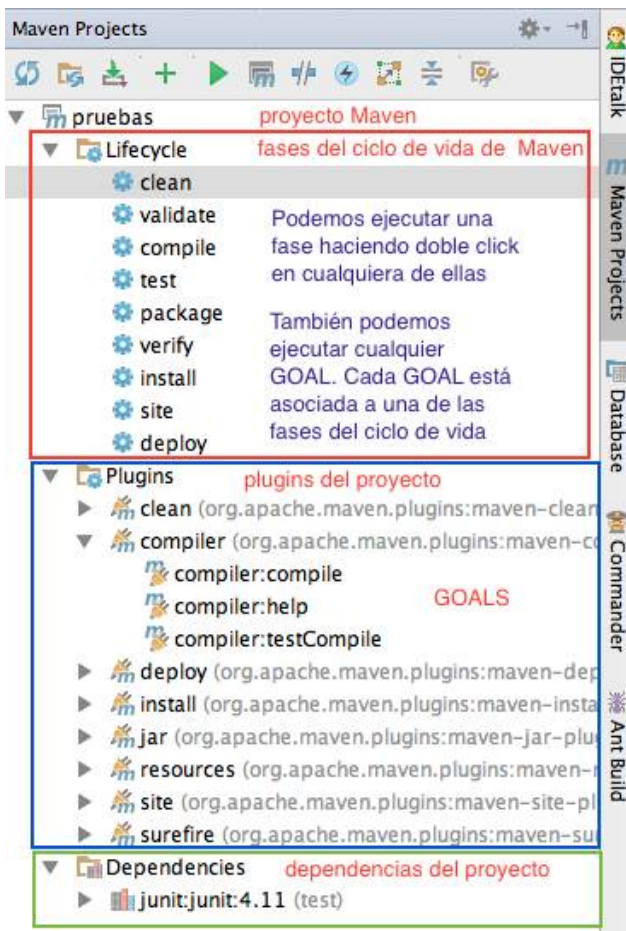 Maven Projects
pruebas proyecto Maven
Lifecycle fases del ciclo de vida de Maven
clean
validate
compile
test
package
verify
install
site
deploy
Podemos ejecutar una
fase haciendo doble click
en cualquiera de ellas
También podemos
ejecutar cualquier
GOAL. Cada GOAL está
asociada a una de las
fases del ciclo de vida
Plugins plugins del proyecto
clean (org.apache.maven.plugins:maven-clean
compiler (org.apache.maven.plugins:maven-co
compiler:compile
compiler:help
compiler:testCompile
GOALS
deploy (org.apache.maven.plugins:maven-dep
install (org.apache.maven.plugins:maven-insta
jar (org.apache.maven.plugins:maven-jar-plu
resources (org.apache.maven.plugins:maven-r
site (org.apache.maven.plugins:maven-site-pl
surefire (org.apache.maven.plugins:maven-su
Dependencies dependencias del proyecto
junit:junit:4.11 (test)
IDEtalk
Maven Projects
Database
Commander
Ant Build